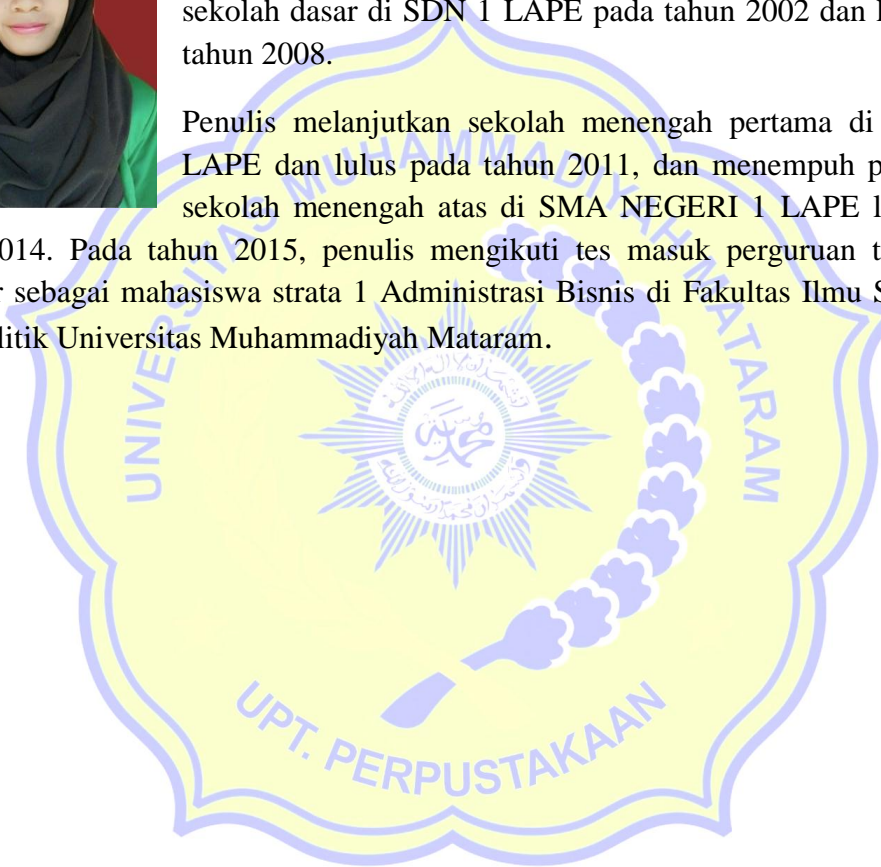 sekolah dasar di SDN 1 LAPE pada tahun 2002 dan
tahun 2008.
Penulis melanjutkan sekolah menengah pertama di
LAPE dan lulus pada tahun 2011, dan menempuh
sekolah menengah atas di SMA NEGERI 1 LAPE
014. Pada tahun 2015, penulis mengikuti tes masuk perguruan
sebagai mahasiswa strata 1 Administrasi Bisnis di Fakultas Ilmu
litik Universitas Muhammadiyah Mataram.
UNIVERSITAS MUHAMMADIYAH MATARAM
UPT. PERPUSTAKAAN